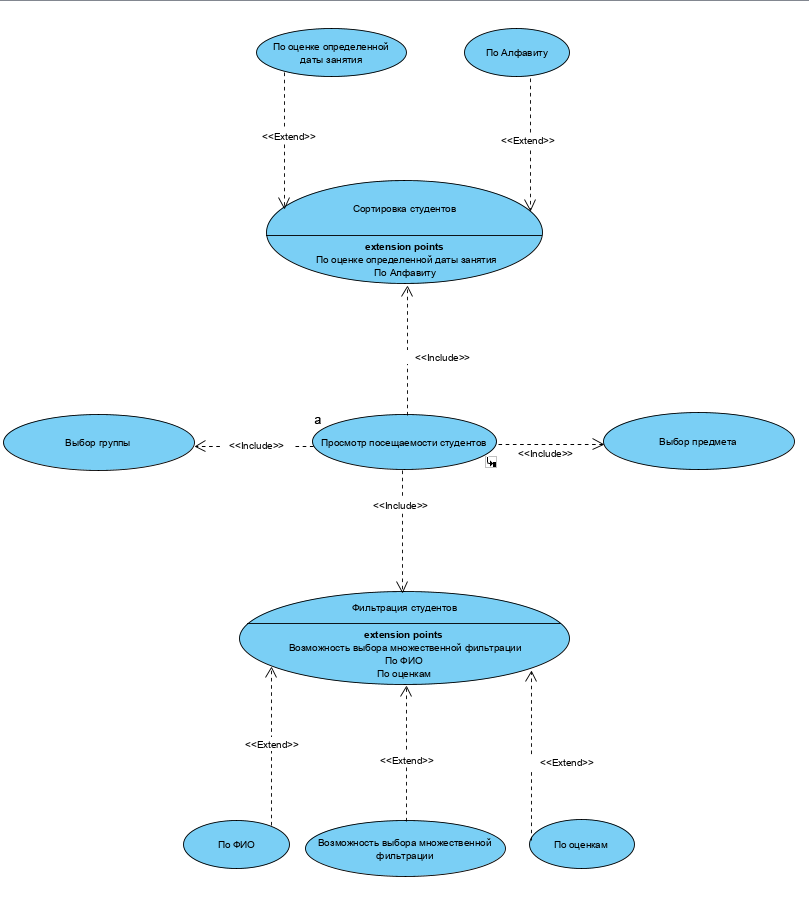 По оценке определенной
даты занятия
По Алфавиту
<<Extend>>
<<Extend>>
Сортировка студентов
extension points
По оценке определенной даты занятия
По Алфавиту
<<Include>>
a
Выбор группы
<<Include>>
Просмотр посещаемости студентов
<<Include>>
Выбор предмета
<<Include>>
Фильтрация студентов
extension points
Возможность выбора множественной фильтрации
По ФИО
По оценкам
<<Extend>>
<<Extend>>
<<Extend>>
По ФИО
Возможность выбора множественной
фильтрации
По оценкам